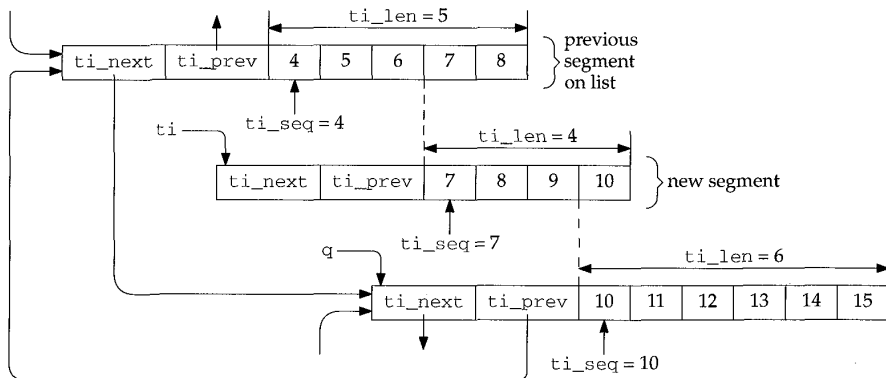 ti_len = 5
ti_next ti_prev 4 5 6 7 8
previous
segment
on list
ti_seq = 4
ti_len = 4
ti
ti_next ti_prev 7 8 9 10
new segment
ti_seq = 7
ti_len = 6
q
ti_next ti_prev 10 11 12 13 14 15
ti_seq = 10